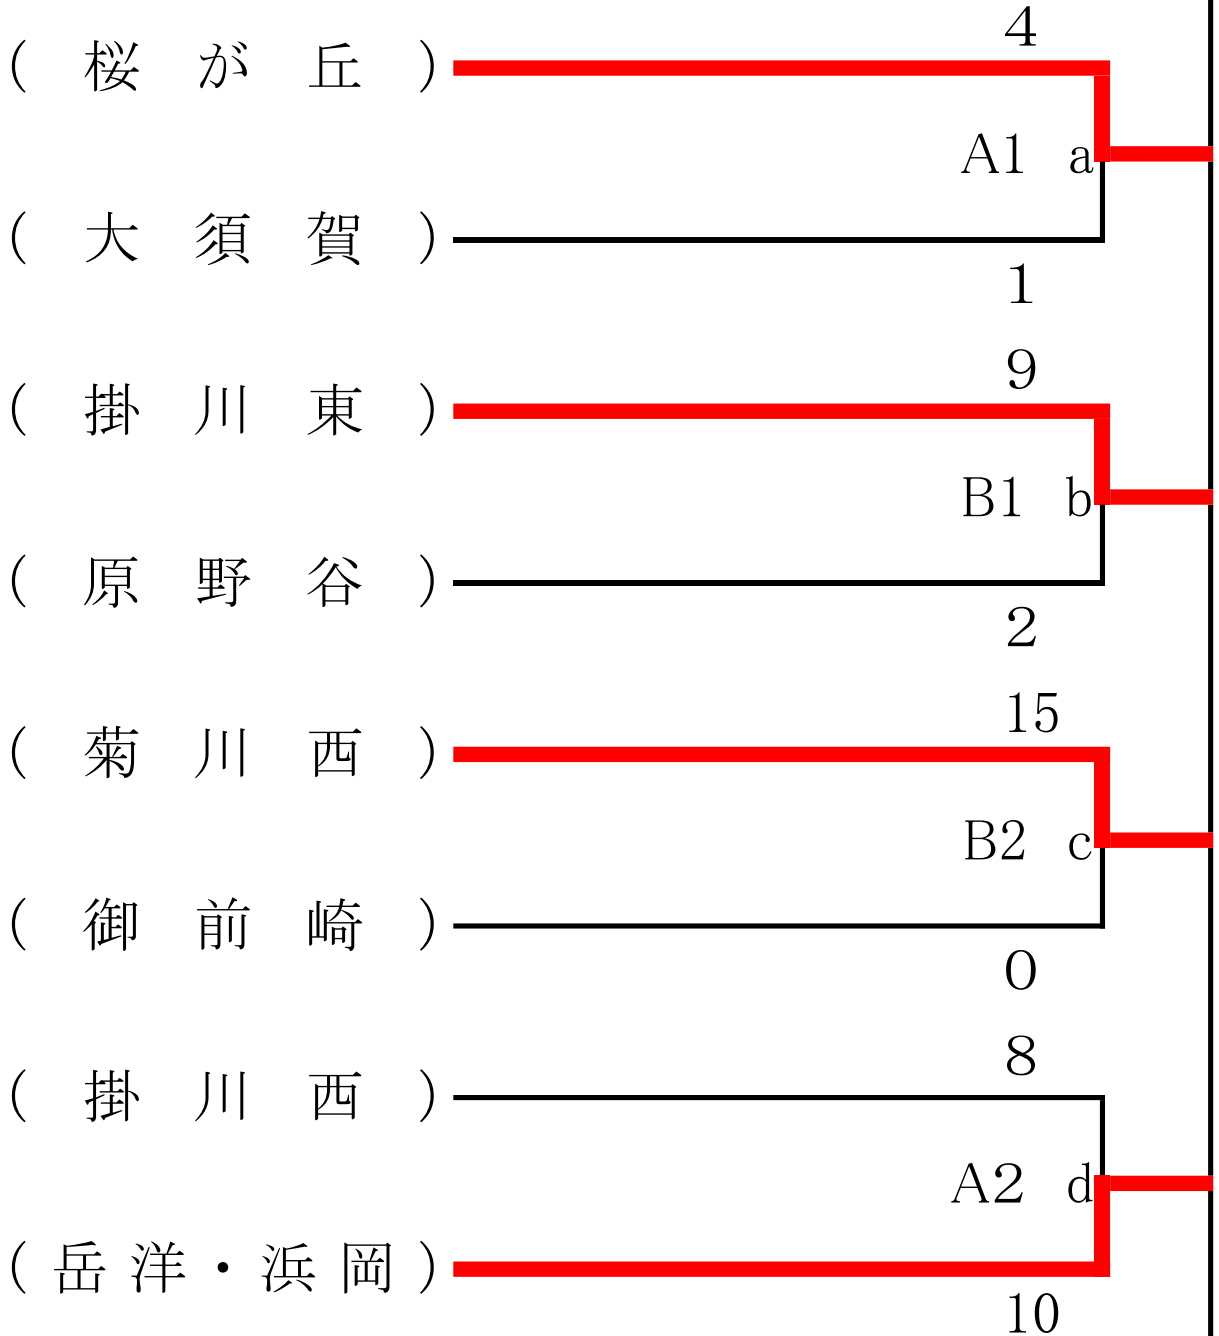 4
( 桜 が 丘 )
A1 a
( 大 須 賀 )
1
9
( 掛 川 東 )
B1 b
( 原 野 谷 )
2
15
( 菊 川 西 )
B2 c
( 御 前 崎 )
0
8
( 掛 川 西 )
A2 d
( 岳 洋 ・ 浜 岡 )
10